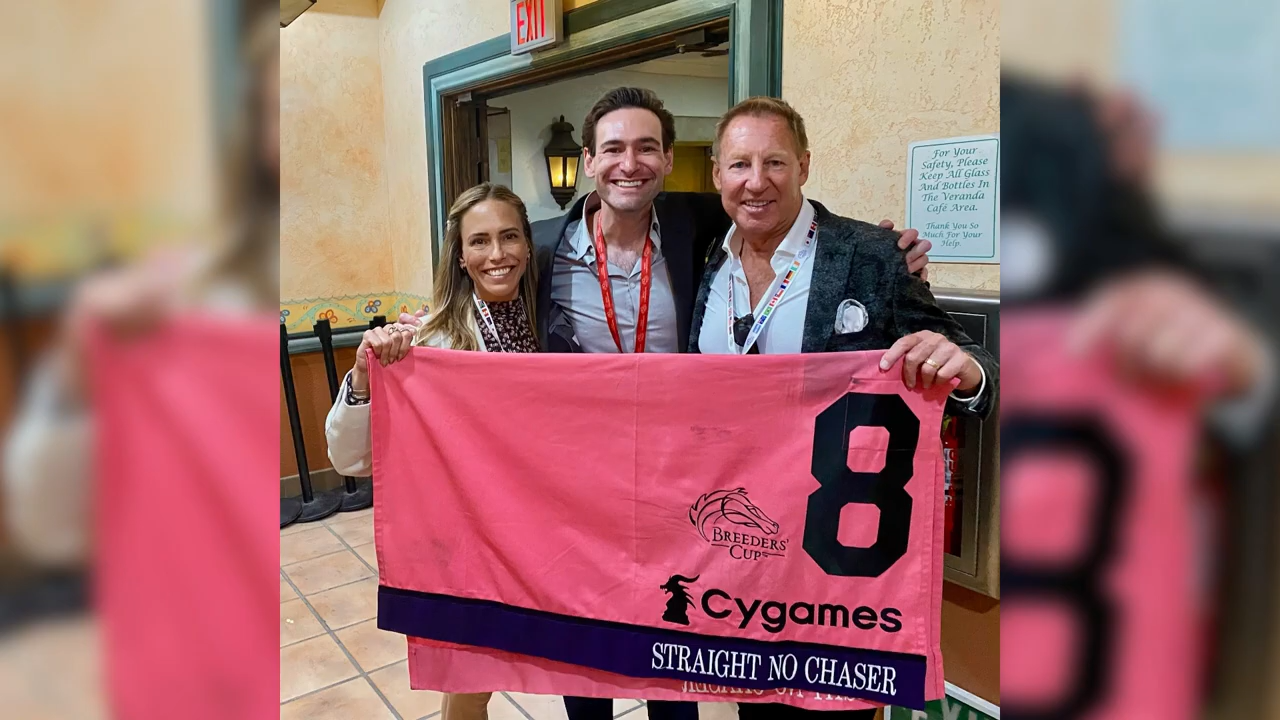 EXIT
For Your
Safety, Please
Keep All Glass
And Bottles In
The Veranda
Café Area.
Thank You So
Much For Your
Help.
8
BREEDERS'
CUP
Cygames
STRAIGHT NO CHASER